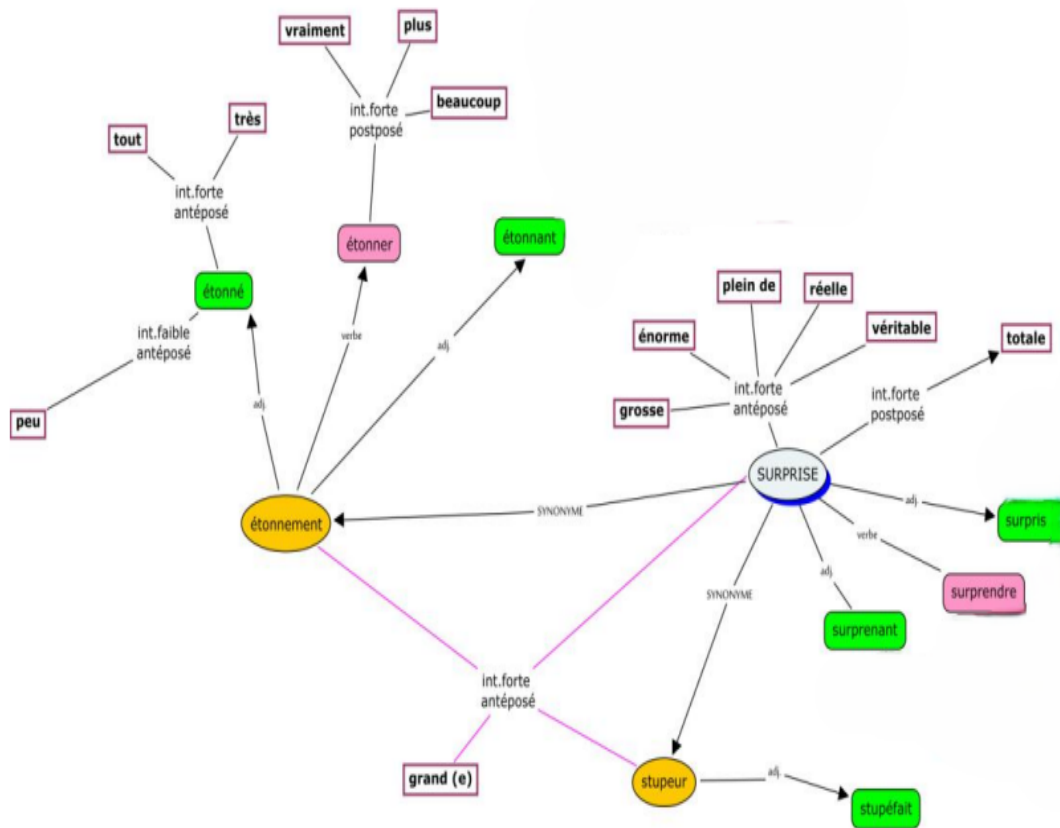 vraiment
plus
int.forte
postposé
beaucoup
très
tout
int.forte
antéposé
étonner
étonnant
étonné
int.faible
antéposé
peu
adj.
verbe
adj.
plein de
réelle
énorme
véritable
totale
int.forte
antéposé
int.forte
postposé
grosse
SURPRISE
étonnement
SYNONYME
adj.
surpris
verbe
surprendre
adj.
surprenant
SYNONYME
int.forte
antéposé
grand (e)
stupeur
adj.
stupéfait